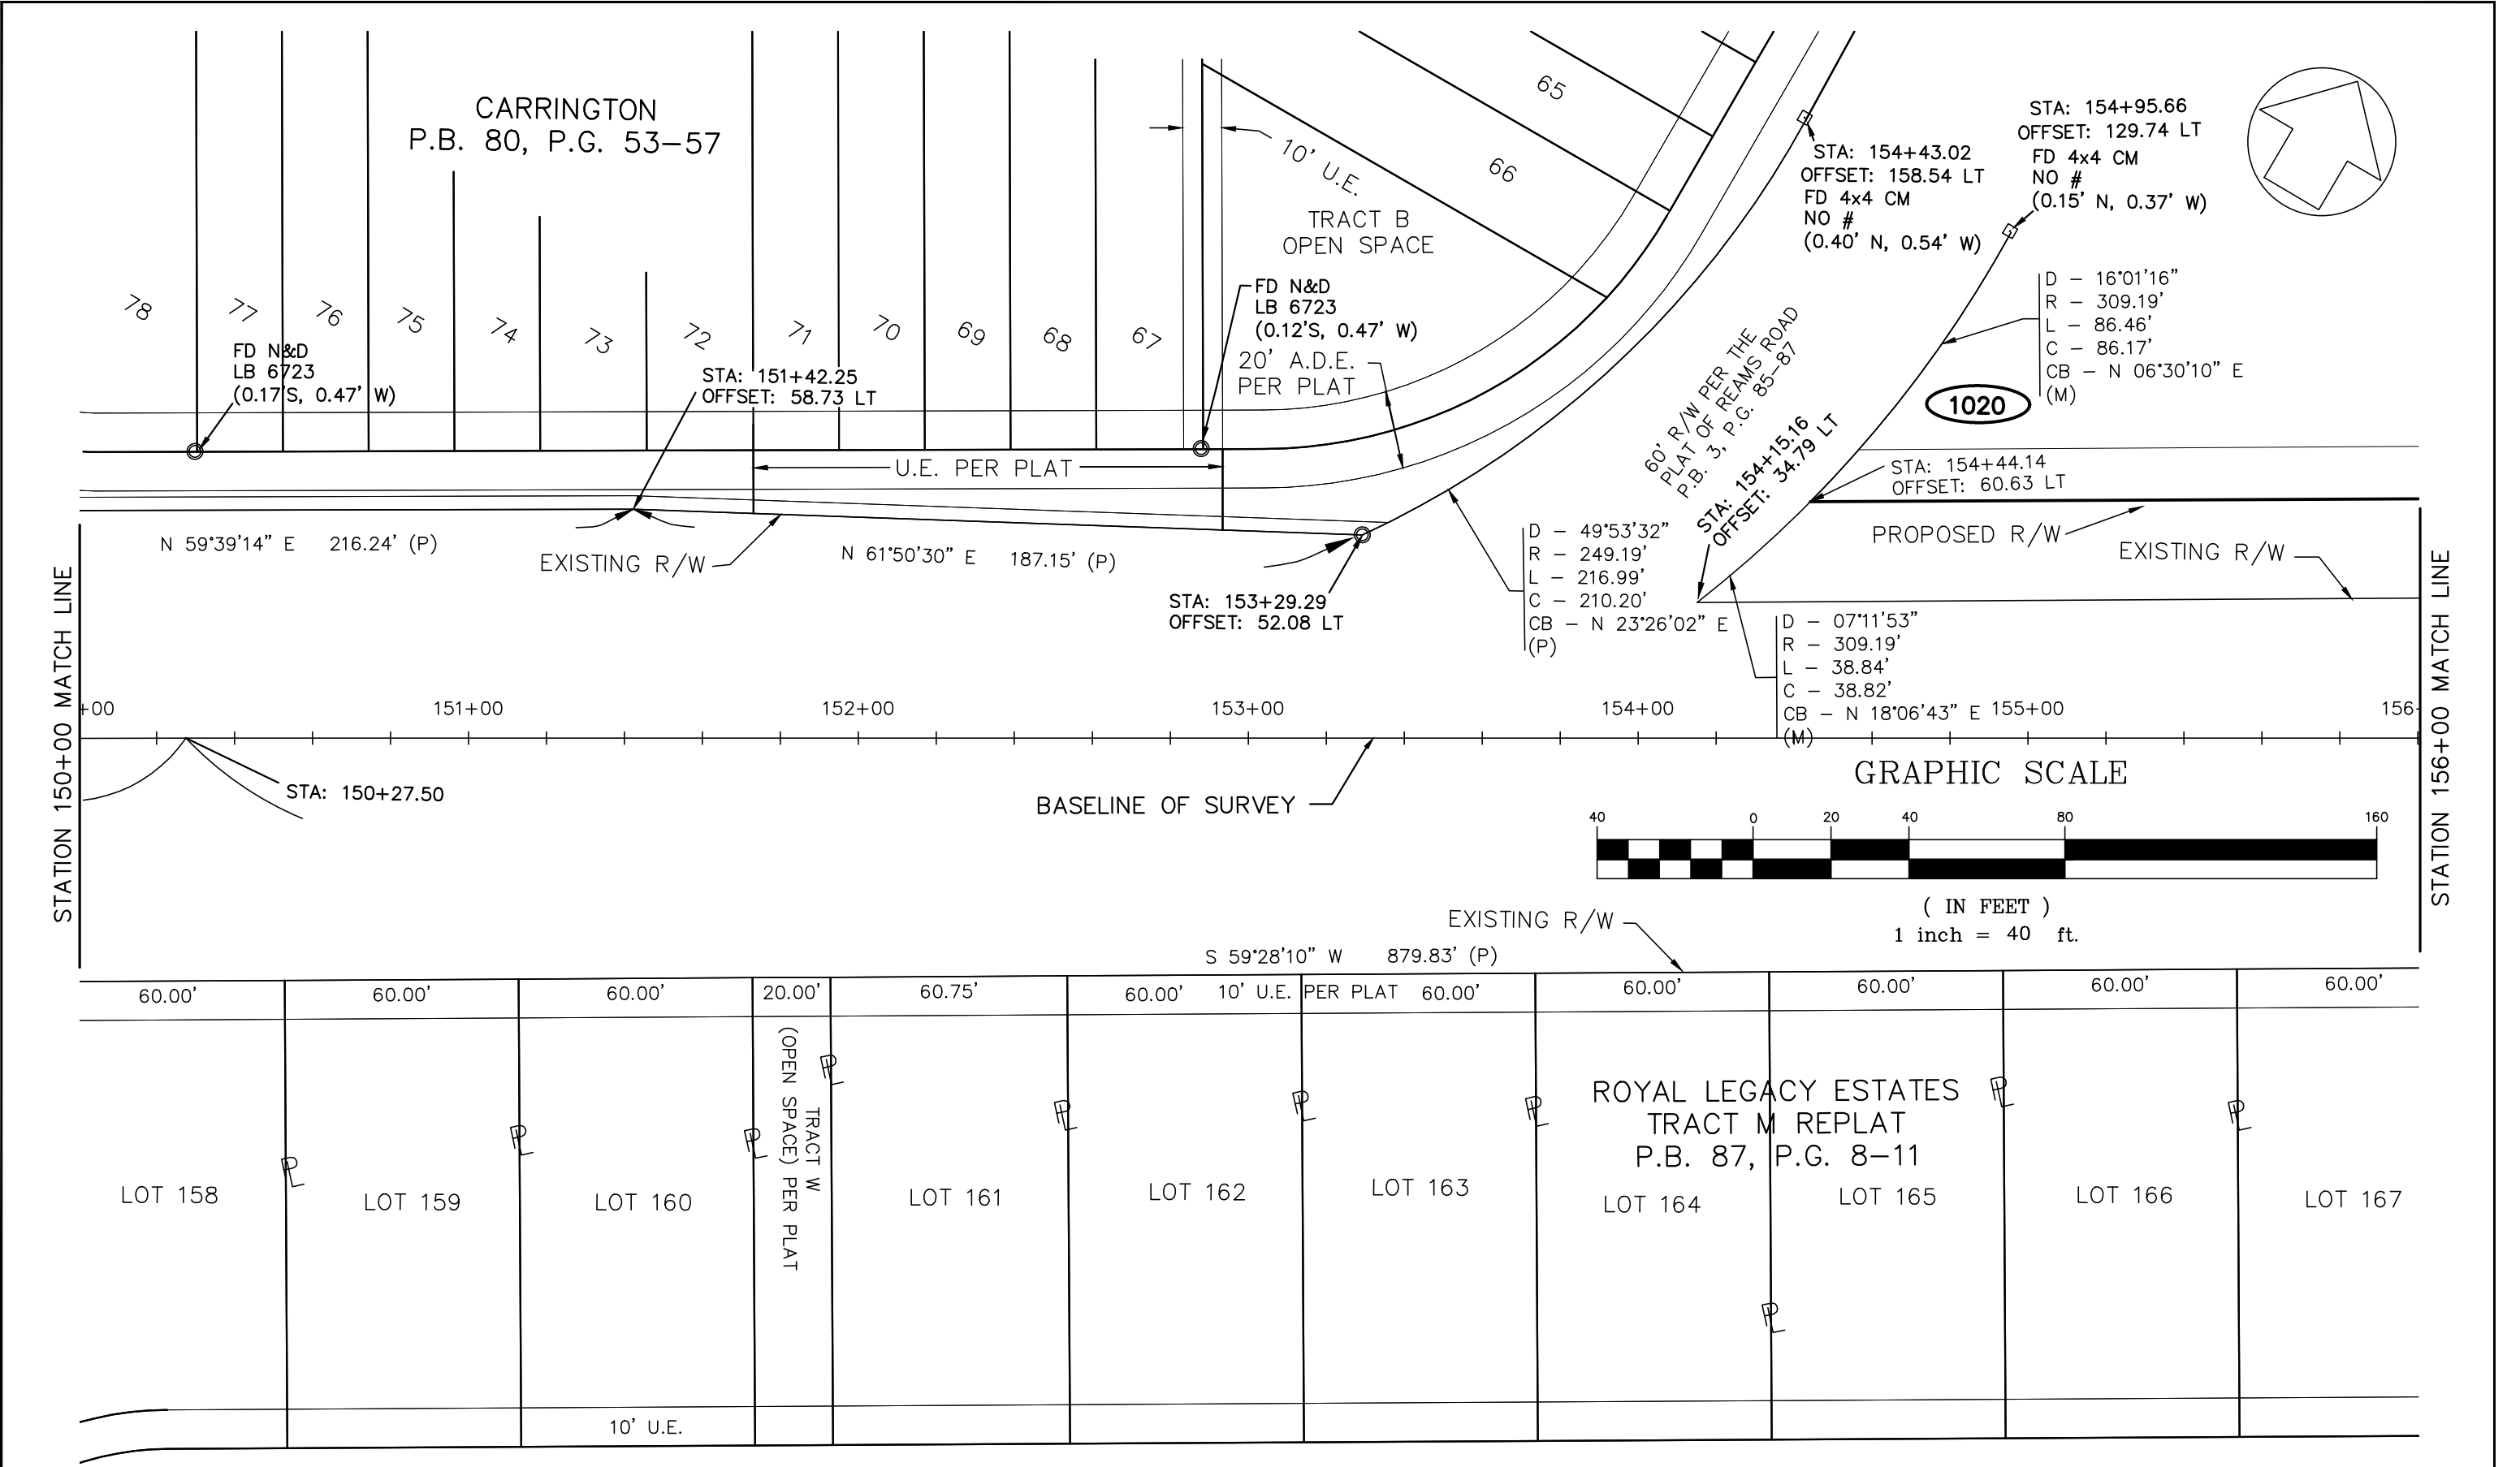 CARRINGTON
P.B. 80, P.G. 53–57
78
77
76
75
74
73
72
71
70
69
68
67
66
65
FD N&D
LB 6723
(0.17'S, 0.47' W)
STA: 151+42.25
OFFSET: 58.73 LT
10' U.E.
TRACT B
OPEN SPACE
FD N&D
LB 6723
(0.12'S, 0.47' W)
20' A.D.E.
PER PLAT
U.E. PER PLAT
STA: 154+43.02
OFFSET: 158.54 LT
FD 4x4 CM
NO #
(0.40' N, 0.54' W)
STA: 154+95.66
OFFSET: 129.74 LT
FD 4x4 CM
NO #
(0.15' N, 0.37' W)
D – 16°01'16"
R – 309.19'
L – 86.46'
C – 86.17'
CB – N 06°30'10" E
(M)
1020
60' R/W PER THE
PLAT OF REAMS ROAD
P.B. 3, P.G. 85–87
STA: 154+15.16
OFFSET: 34.79 LT
STA: 154+44.14
OFFSET: 60.63 LT
PROPOSED R/W
EXISTING R/W
N 59°39'14" E 216.24' (P)
EXISTING R/W
N 61°50'30" E 187.15' (P)
STA: 153+29.29
OFFSET: 52.08 LT
D – 49°53'32"
R – 249.19'
L – 216.99'
C – 210.20'
CB – N 23°26'02" E
(P)
D – 07°11'53"
R – 309.19'
L – 38.84'
C – 38.82'
CB – N 18°06'43" E
(M)
STATION 150+00 MATCH LINE
STATION 156+00 MATCH LINE
+00
151+00
152+00
153+00
154+00
155+00
156
STA: 150+27.50
BASELINE OF SURVEY
GRAPHIC SCALE
40 0 20 40 80 160
( IN FEET )
1 inch = 40 ft.
EXISTING R/W
S 59°28'10" W 879.83' (P)
60.00'
60.00'
60.00'
20.00'
60.75'
60.00'
10' U.E. PER PLAT
60.00'
60.00'
60.00'
60.00'
60.00'
TRACT W
(OPEN SPACE) PER PLAT
PL
PL
PL
PL
PL
PL
PL
PL
PL
PL
ROYAL LEGACY ESTATES
TRACT M REPLAT
P.B. 87, P.G. 8–11
LOT 158
LOT 159
LOT 160
LOT 161
LOT 162
LOT 163
LOT 164
LOT 165
LOT 166
LOT 167
10' U.E.